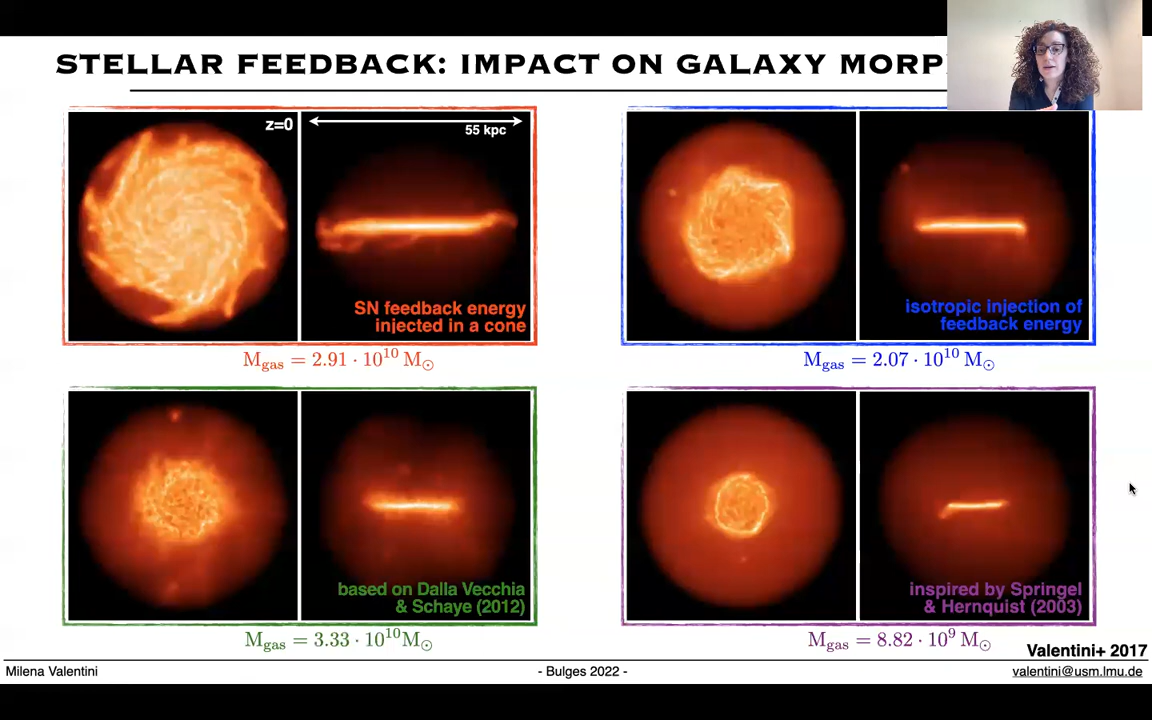 STELLAR FEEDBACK: IMPACT ON GALAXY MORP
z=0
55 kpc
SN feedback energy
injected in a cone
isotropic injection of
feedback energy
M_gas = 2.91 · 10^10 M_⊙
M_gas = 2.07 · 10^10 M_⊙
based on Dalla Vecchia
& Schaye (2012)
inspired by Springel
& Hernquist (2003)
M_gas = 3.33 · 10^10 M_⊙
M_gas = 8.82 · 10^9 M_⊙
Valentini+ 2017
Milena Valentini
- Bulges 2022 -
valentini@usm.lmu.de